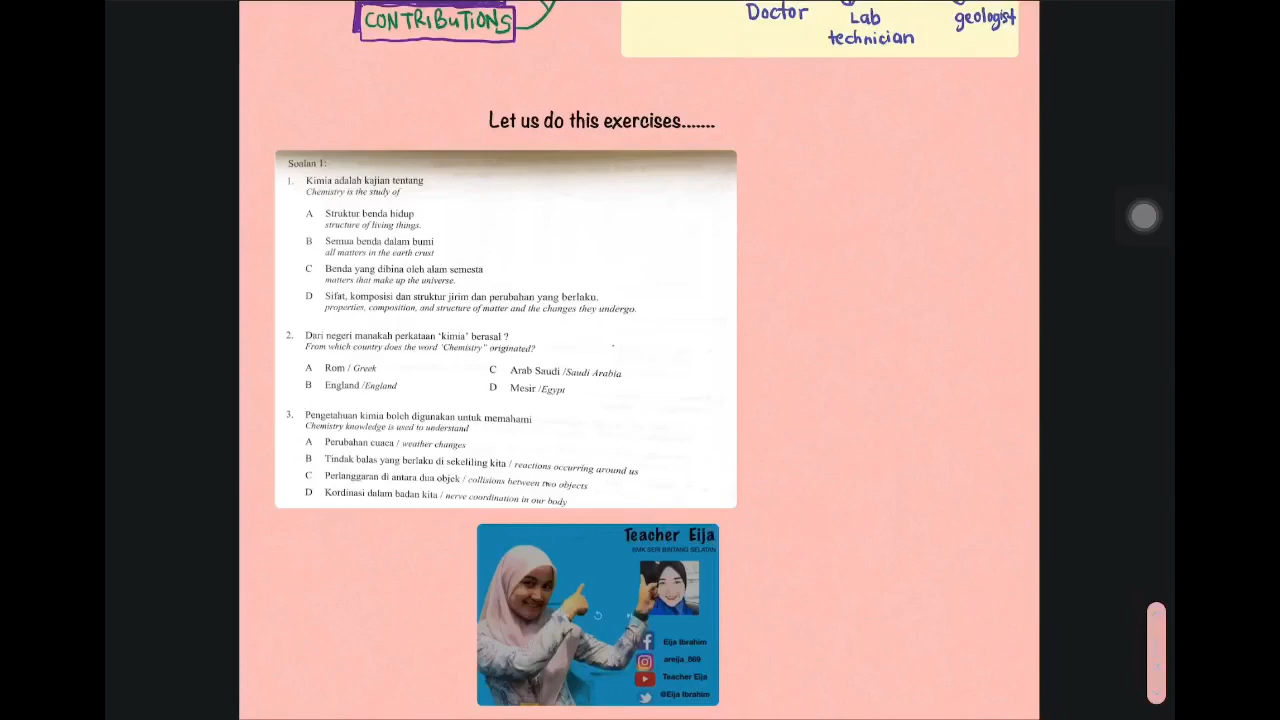 CONTRIBUTIONS
Doctor
Lab
technician
geologist
Let us do this exercises.......
Soalan 1:
1. Kimia adalah kajian tentang
Chemistry is the study of
A Struktur benda hidup
structure of living things.
B Semua benda dalam bumi
all matters in the earth crust
C Benda yang dibina oleh alam semesta
matters that make up the universe.
D Sifat, komposisi dan struktur jirim dan perubahan yang berlaku.
properties, composition, and structure of matter and the changes they undergo.
2. Dari negeri manakah perkataan ‘kimia’ berasal ?
From which country does the word ‘Chemistry” originated?
A Rom / Greek
B England /England
C Arab Saudi /Saudi Arabia
D Mesir /Egypt
3. Pengetahuan kimia boleh digunakan untuk memahami
Chemistry knowledge is used to understand
A Perubahan cuaca / weather changes
B Tindak balas yang berlaku di sekeliling kita / reactions occurring around us
C Perlanggaran di antara dua objek / collisions between two objects
D Kordinasi dalam badan kita / nerve coordination in our body
Teacher Eija
SMK SERI BINTANG SELATAN
Eija Ibrahim
amija_669
Teacher Eija
@Eija Ibrahim